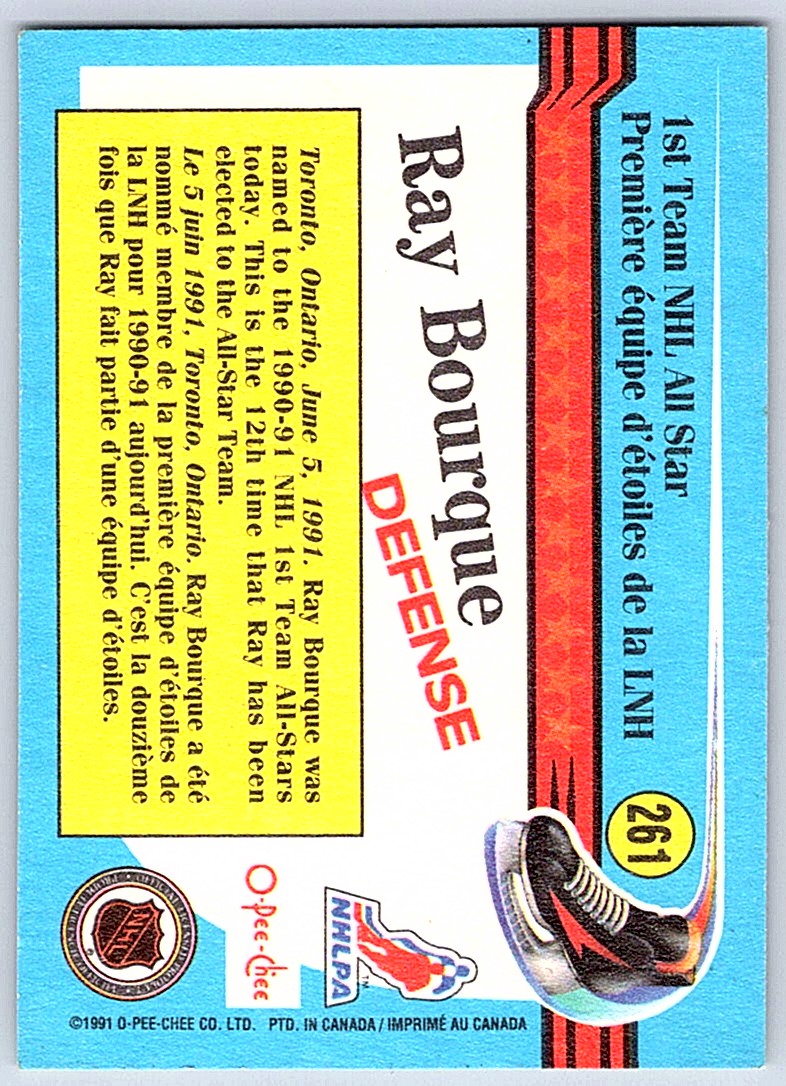 1st Team NHL All Star
Première équipe d'étoiles de la LNH
261
Ray Bourque
DEFENSE
Toronto, Ontario, June 5, 1991. Ray Bourque was
named to the 1990-91 NHL 1st Team All-Stars
today. This is the 12th time that Ray has been
elected to the All-Star Team.
Le 5 juin 1991, Toronto, Ontario. Ray Bourque a été
nommé membre de la première équipe d'étoiles de
la LNH pour 1990-91 aujourd'hui. C'est la douzième
fois que Ray fait partie d'une équipe d'étoiles.
NHLPA
TM
O-Pee-Chee
NHL
®
©1991 O-PEE-CHEE CO. LTD. PTD. IN CANADA / IMPRIMÉ AU CANADA